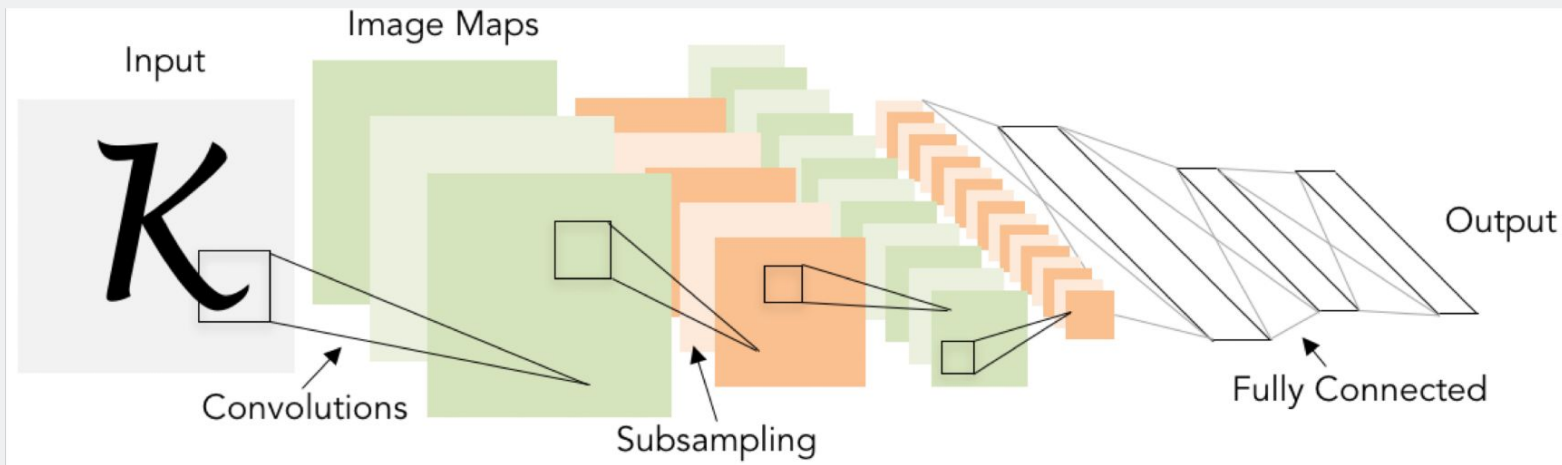 Image Maps
Input
K
Output
Convolutions
Subsampling
Fully Connected